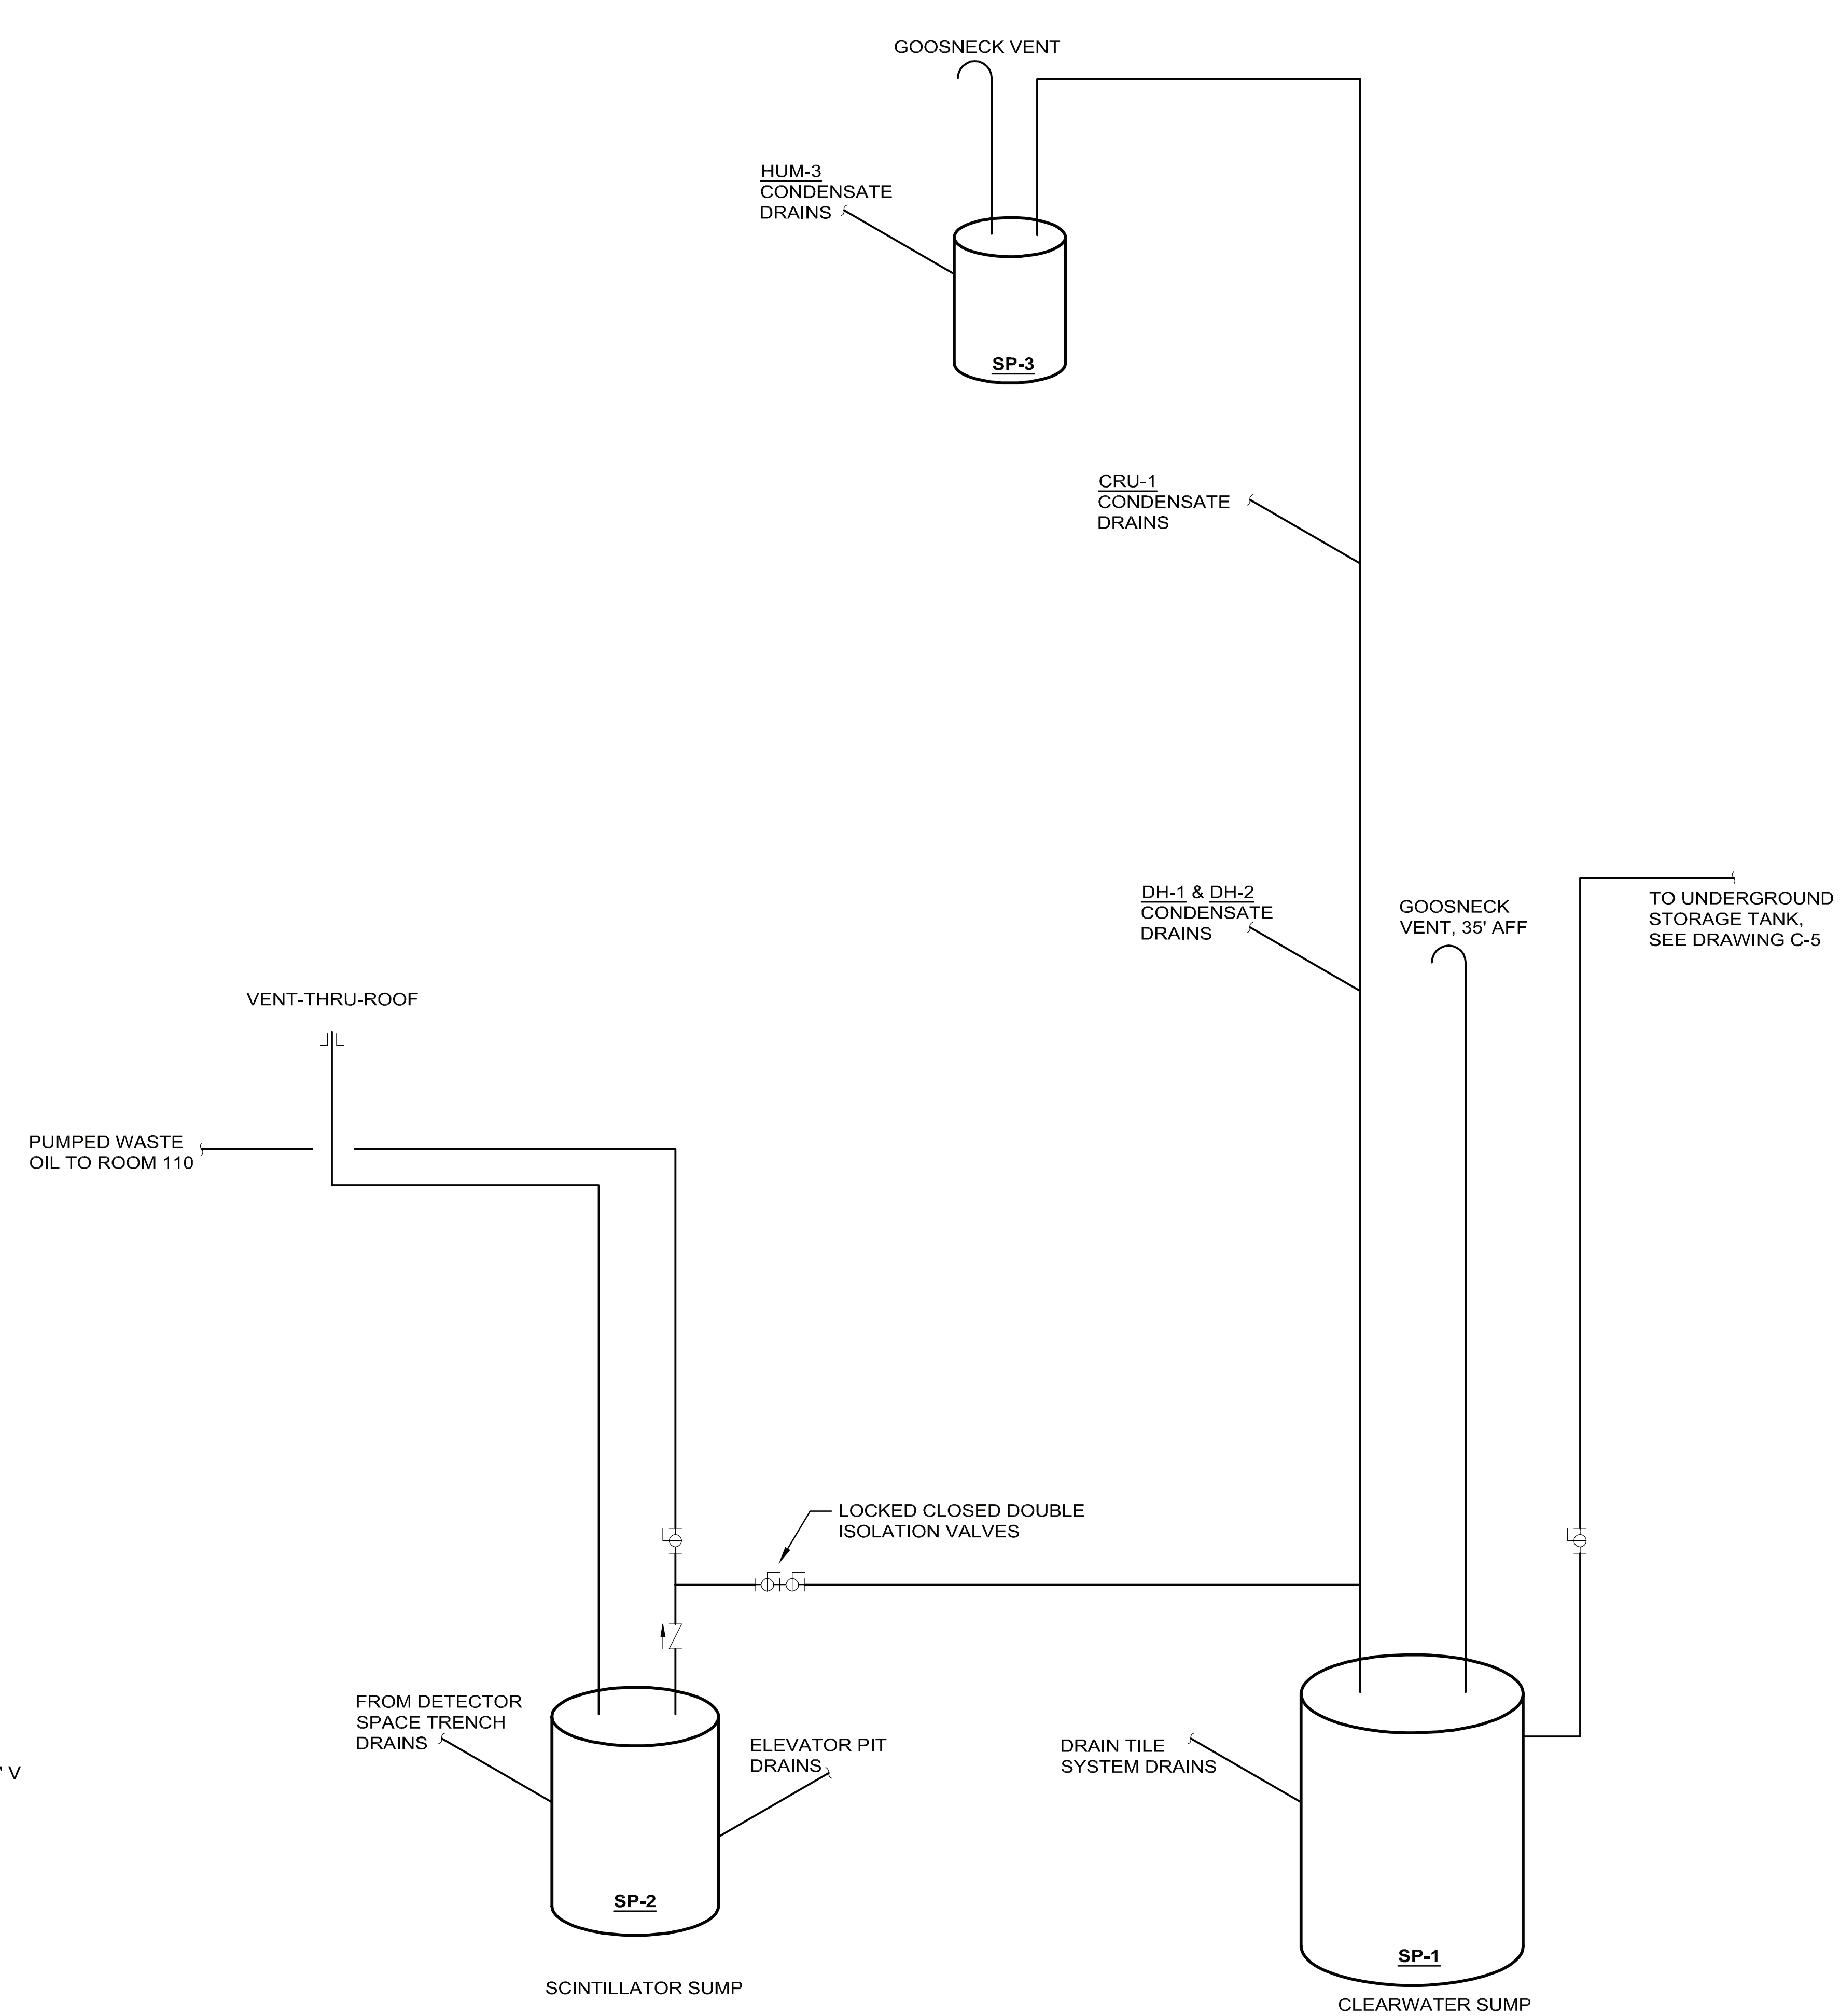 GOOSNECK VENT
HUM-3
CONDENSATE
DRAINS
SP-3
CRU-1
CONDENSATE
DRAINS
DH-1 & DH-2
CONDENSATE
DRAINS
GOOSNECK
VENT, 35' AFF
TO UNDERGROUND
STORAGE TANK,
SEE DRAWING C-5
VENT-THRU-ROOF
PUMPED WASTE
OIL TO ROOM 110
LOCKED CLOSED DOUBLE
ISOLATION VALVES
FROM DETECTOR
SPACE TRENCH
DRAINS
ELEVATOR PIT
DRAINS
DRAIN TILE
SYSTEM DRAINS
' V
SP-2
SP-1
SCINTILLATOR SUMP
CLEARWATER SUMP